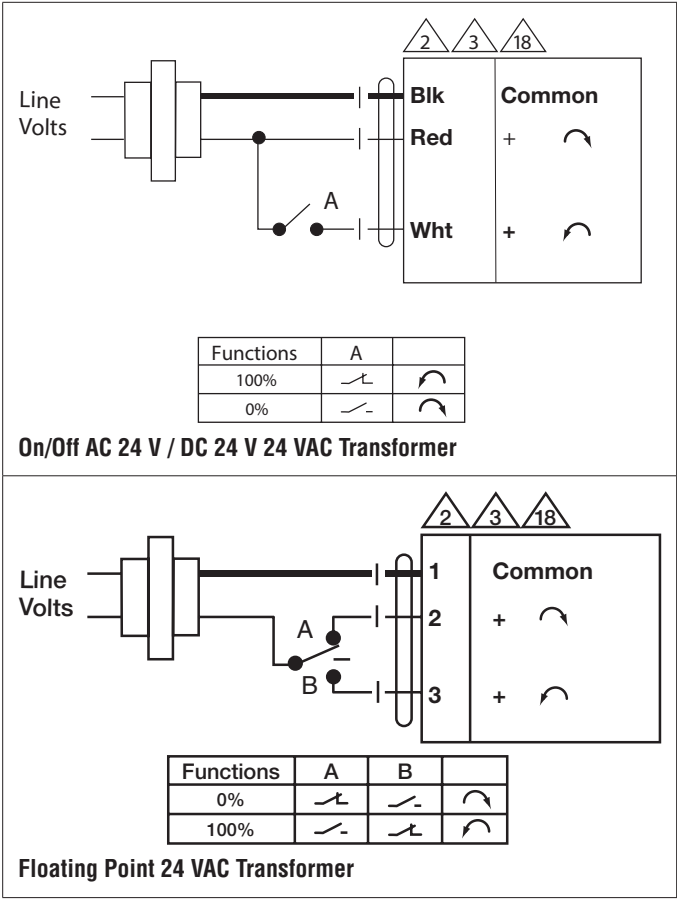 2 3 18
Line
Volts
Blk Common
Red +
A
Wht +
Functions A
100%
0%
On/Off AC 24 V / DC 24 V 24 VAC Transformer
2 3 18
Line
Volts
1 Common
A 2 +
B 3 +
Functions A B
0%
100%
Floating Point 24 VAC Transformer